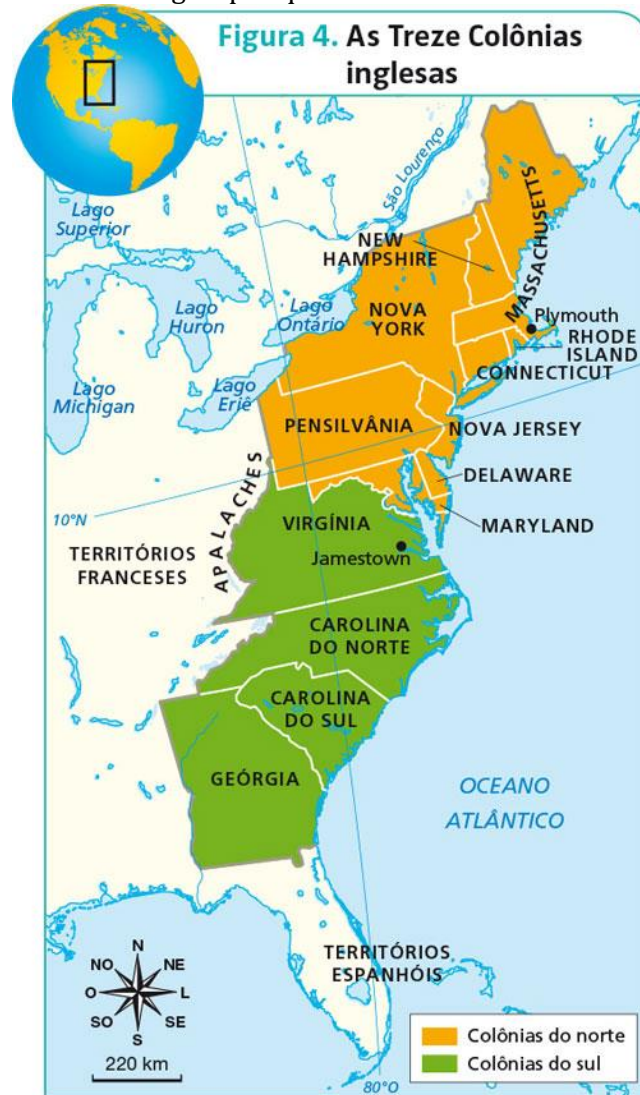 Figura 4. As Treze Colônias
inglesas
São Lourenço
Lago
Superior
NEW
HAMPSHIRE
MASSACHUSETTS
Lago
Huron
Lago
Ontário
NOVA
YORK
Plymouth
RHODE
ISLAND
CONNECTICUT
Lago
Michigan
Lago
Eriê
PENSILVÂNIA
NOVA JERSEY
DELAWARE
MARYLAND
10°N
APALACHES
VIRGÍNIA
Jamestown
TERRITÓRIOS
FRANCESES
CAROLINA
DO NORTE
CAROLINA
DO SUL
GEÓRGIA
OCEANO
ATLÂNTICO
TERRITÓRIOS
ESPANHÓIS
N
NO
NE
O
L
SO
SE
S
220 km
80°O
Colônias do norte
Colônias do sul